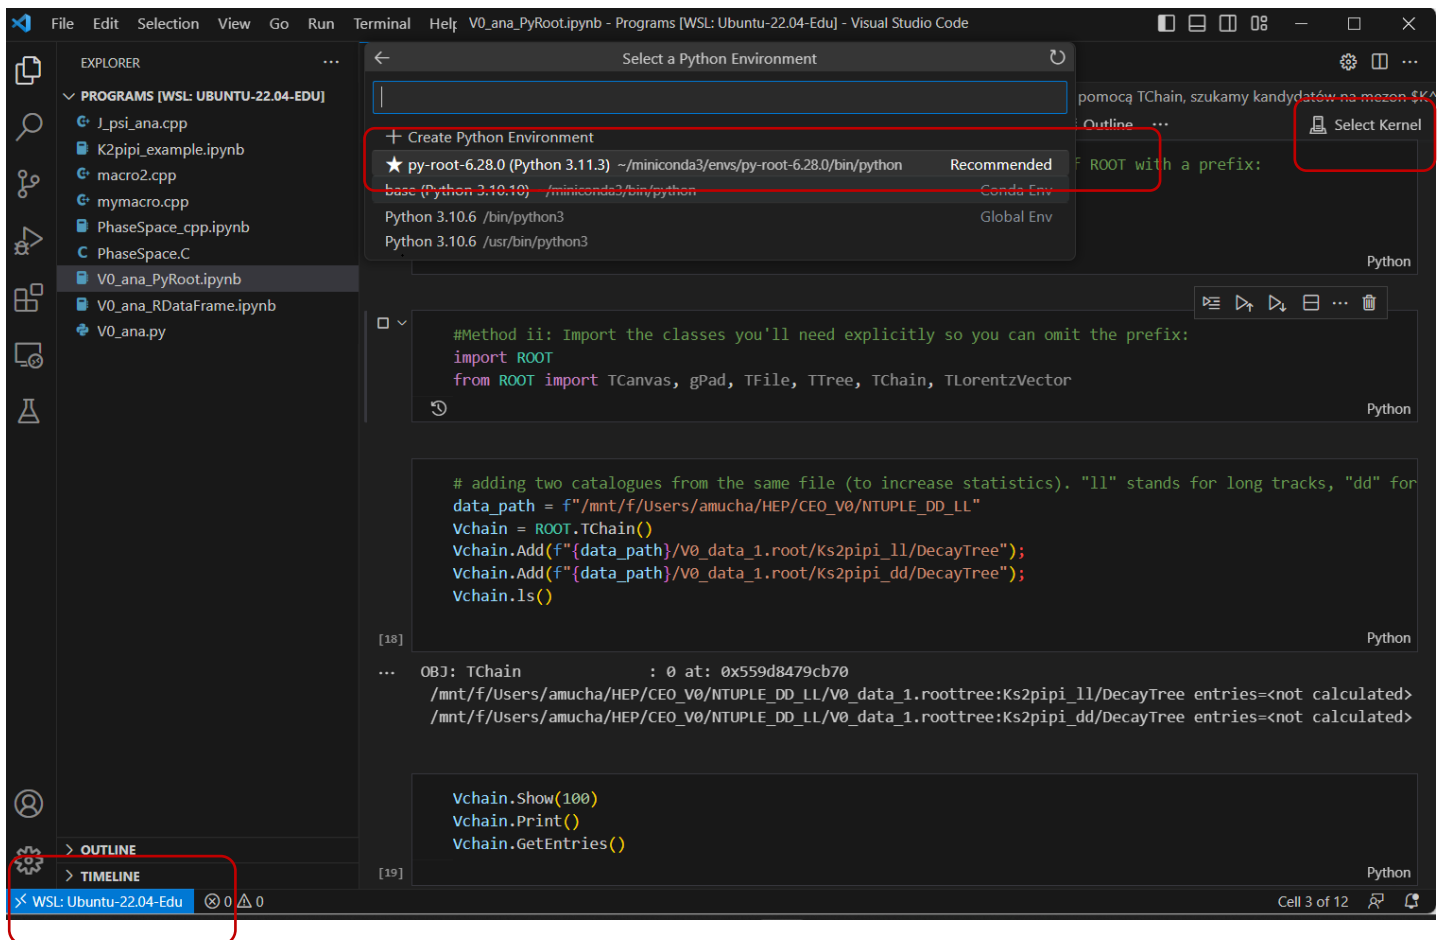 File Edit Selection View Go Run Terminal Help V0_ana_PyRoot.ipynb - Programs [WSL: Ubuntu-22.04-Edu] - Visual Studio Code
EXPLORER
PROGRAMS [WSL: UBUNTU-22.04-EDU]
J_psi_ana.cpp
K2pipi_example.ipynb
macro2.cpp
mymacro.cpp
PhaseSpace_cpp.ipynb
PhaseSpace.C
V0_ana_PyRoot.ipynb
V0_ana_RDataFrame.ipynb
V0_ana.py
OUTLINE
TIMELINE
Select a Python Environment
+ Create Python Environment
★ py-root-6.28.0 (Python 3.11.3) ~/miniconda3/envs/py-root-6.28.0/bin/python Recommended
base (Python 3.10.10) ~/miniconda3/bin/python Conda Env
Python 3.10.6 /bin/python3 Global Env
Python 3.10.6 /usr/bin/python3
pomocą TChain, szukamy kandydatów na mezon $K^
Outline ...
Select Kernel
f ROOT with a prefix:
Python
#Method ii: Import the classes you'll need explicitly so you can omit the prefix:
import ROOT
from ROOT import TCanvas, gPad, TFile, TTree, TChain, TLorentzVector
Python
# adding two catalogues from the same file (to increase statistics). "ll" stands for long tracks, "dd" for
data_path = f"/mnt/f/Users/amucha/HEP/CEO_V0/NTUPLE_DD_LL"
Vchain = ROOT.TChain()
Vchain.Add(f"{data_path}/V0_data_1.root/Ks2pipi_ll/DecayTree");
Vchain.Add(f"{data_path}/V0_data_1.root/Ks2pipi_dd/DecayTree");
Vchain.ls()
[18] Python
... OBJ: TChain : 0 at: 0x559d8479cb70
/mnt/f/Users/amucha/HEP/CEO_V0/NTUPLE_DD_LL/V0_data_1.roottree:Ks2pipi_ll/DecayTree entries=<not calculated>
/mnt/f/Users/amucha/HEP/CEO_V0/NTUPLE_DD_LL/V0_data_1.roottree:Ks2pipi_dd/DecayTree entries=<not calculated>
Vchain.Show(100)
Vchain.Print()
Vchain.GetEntries()
[19] Python
WSL: Ubuntu-22.04-Edu 0 0 Cell 3 of 12